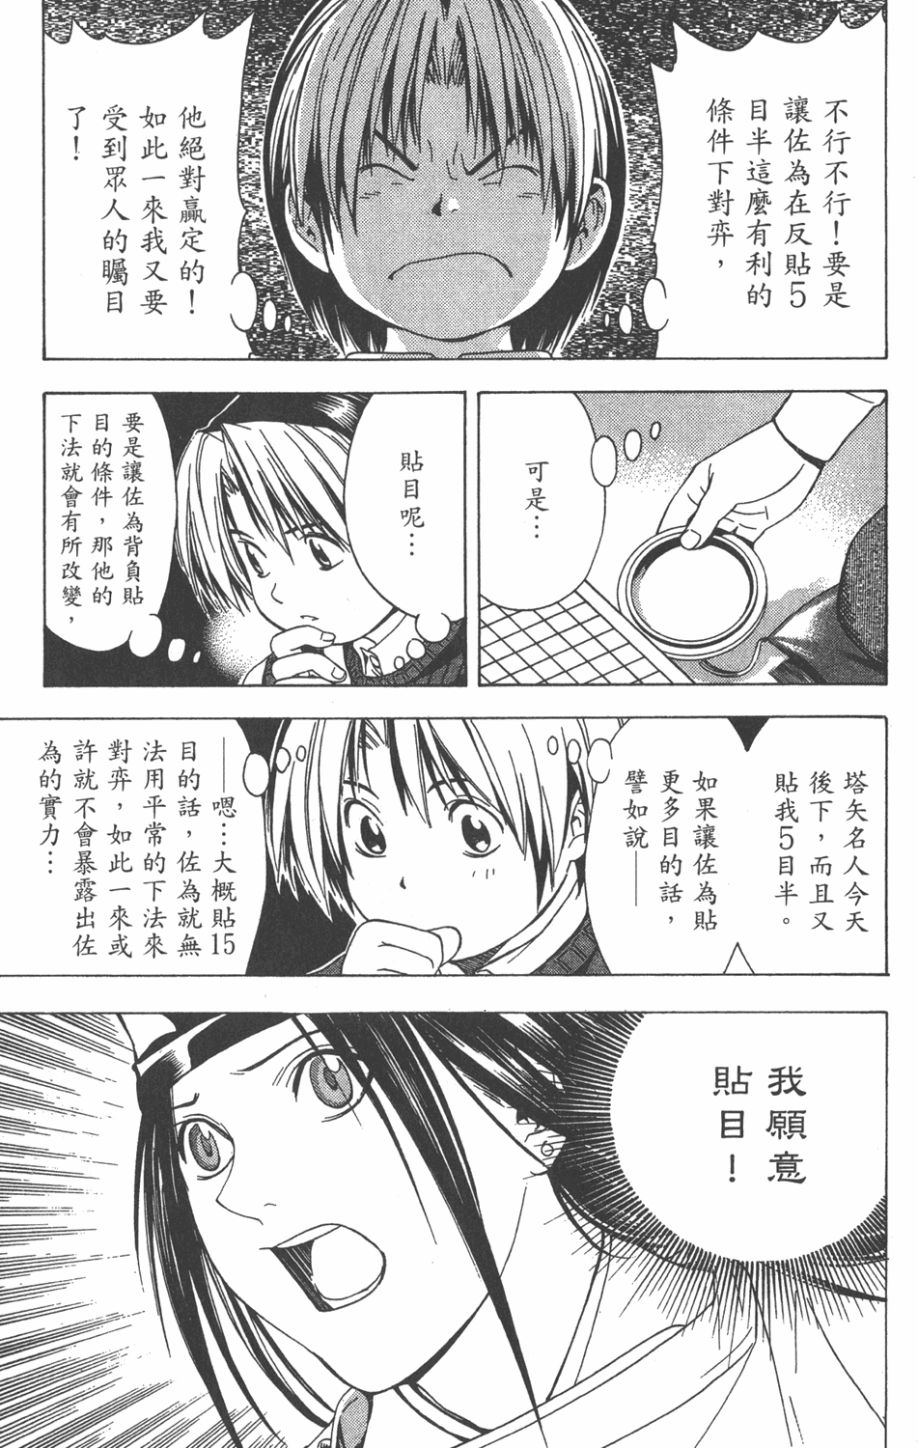 不行不行！要是
讓佐為在反貼5
目半這麼有利的
條件下對弈，
他絕對贏定的！
如此一來我又要
受到眾人的矚目
了！
可是…
貼目呢…
要是讓佐為背負貼
目的條件，那他的
下法就會有所改變，
塔矢名人今天
後下，而且又
貼我5目半。
如果讓佐為貼
更多目的話，
譬如說——
——嗯…大概貼15
目的話，佐為就無
法用平常的下法來
對弈，如此一來或
許就不會暴露出佐
為的實力…
我願意
貼目！